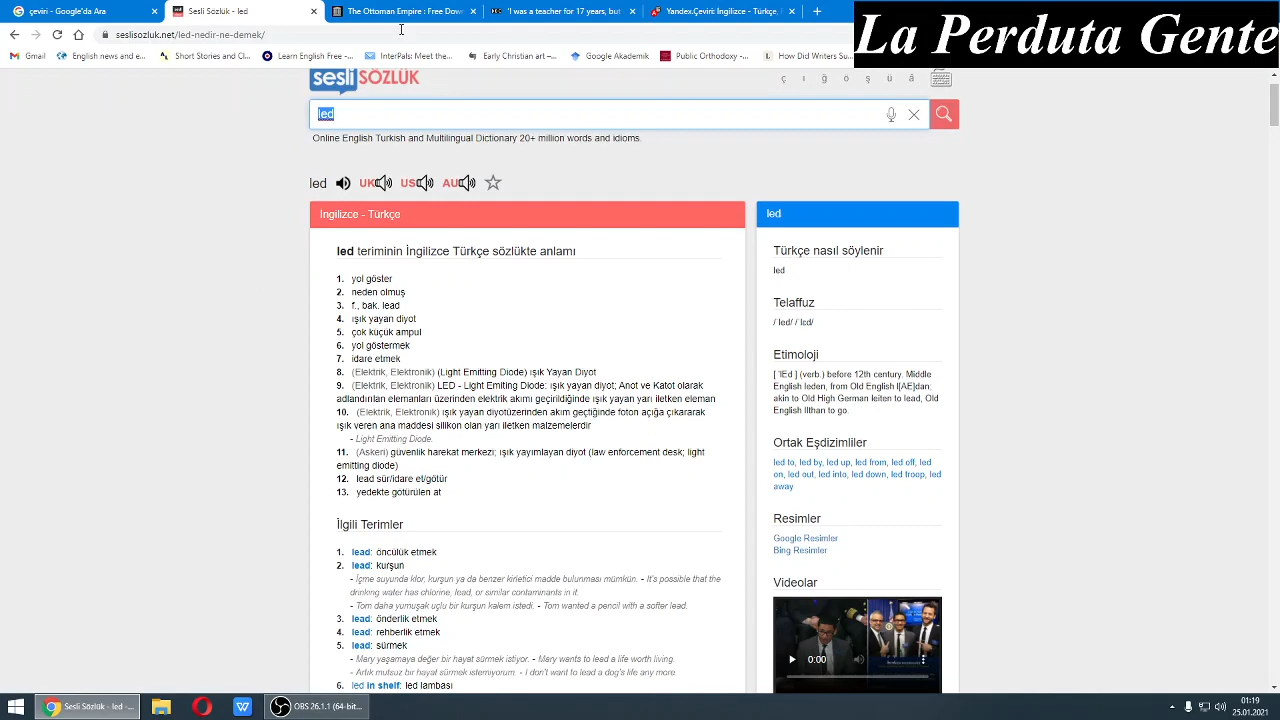 çeviri - Google'da Ara
Sesli Sözlük - led
The Ottoman Empire : Free Dow
'I was a teacher for 17 years, but
Yandex.Çeviri: İngilizce - Türkçe,
seslisozluk.net/led-nedir-ne-demek/
Gmail
English news and e...
Short Stories and Cl...
Learn English Free -...
InterPals: Meet the...
Early Christian art –...
Google Akademik
Public Orthodoxy –...
How Did Writers Su
La Perduta Gente
sesli SÖZLÜK
ç ı ğ ö ş ü â
led
Online English Turkish and Multilingual Dictionary 20+ million words and idioms.
led UK US AU
İngilizce - Türkçe
led teriminin İngilizce Türkçe sözlükte anlamı
1. yol göster
2. neden olmuş
3. f., bak. lead
4. ışık yayan diyot
5. çok küçük ampul
6. yol göstermek
7. idare etmek
8. (Elektrik, Elektronik) (Light Emitting Diode) Işık Yayan Diyot
9. (Elektrik, Elektronik) LED - Light Emiting Diode: ışık yayan diyot; Anot ve Katot olarak
adlandırılan elemanları üzerinden elektrik akımı geçirildiğinde ışık yayan yarı iletken eleman
10. (Elektrik, Elektronik) ışık yayan diyotüzerinden akım geçtiğinde foton açığa çıkararak
ışık veren ana maddesi silikon olan yarı iletken malzemelerdir
- Light Emitting Diode.
11. (Askeri) güvenlik harekat merkezi; ışık yayımlayan diyot (law enforcement desk; light
emitting diode)
12. lead sür/idare et/götür
13. yedekte götürülen at
İlgili Terimler
1. lead: öncülük etmek
2. lead: kurşun
- İçme suyunda klor, kurşun ya da benzer kirletici madde bulunması mümkün. - It's possible that the
drinking water has chlorine, lead, or similar contaminants in it.
- Tom daha yumuşak uçlu bir kurşun kalem istedi. - Tom wanted a pencil with a softer lead.
3. lead: önderlik etmek
4. lead: rehberlik etmek
5. lead: sürmek
- Mary yaşamaya değer bir hayat sürmek istiyor. - Mary wants to lead a life worth living.
- Artık mutsuz bir hayat sürmek istemiyorum. - I don't want to lead a dog's life any more.
6. led in shelf: led lambası
led
Türkçe nasıl söylenir
led
Telaffuz
/ˈled/ /ˈlɛd/
Etimoloji
[ 'lEd ] (verb.) before 12th century. Middle
English leden, from Old English l[AE]dan;
akin to Old High German leiten to lead, Old
English lIthan to go.
Ortak Eşdizimliler
led to, led by, led up, led from, led off, led
on, led out, led into, led down, led troop, led
away
Resimler
Google Resimler
Bing Resimler
Videolar
0:00
Sesli Sözlük - led -...
OBS 26.1.1 (64-bit...
01:19
25.01.2021